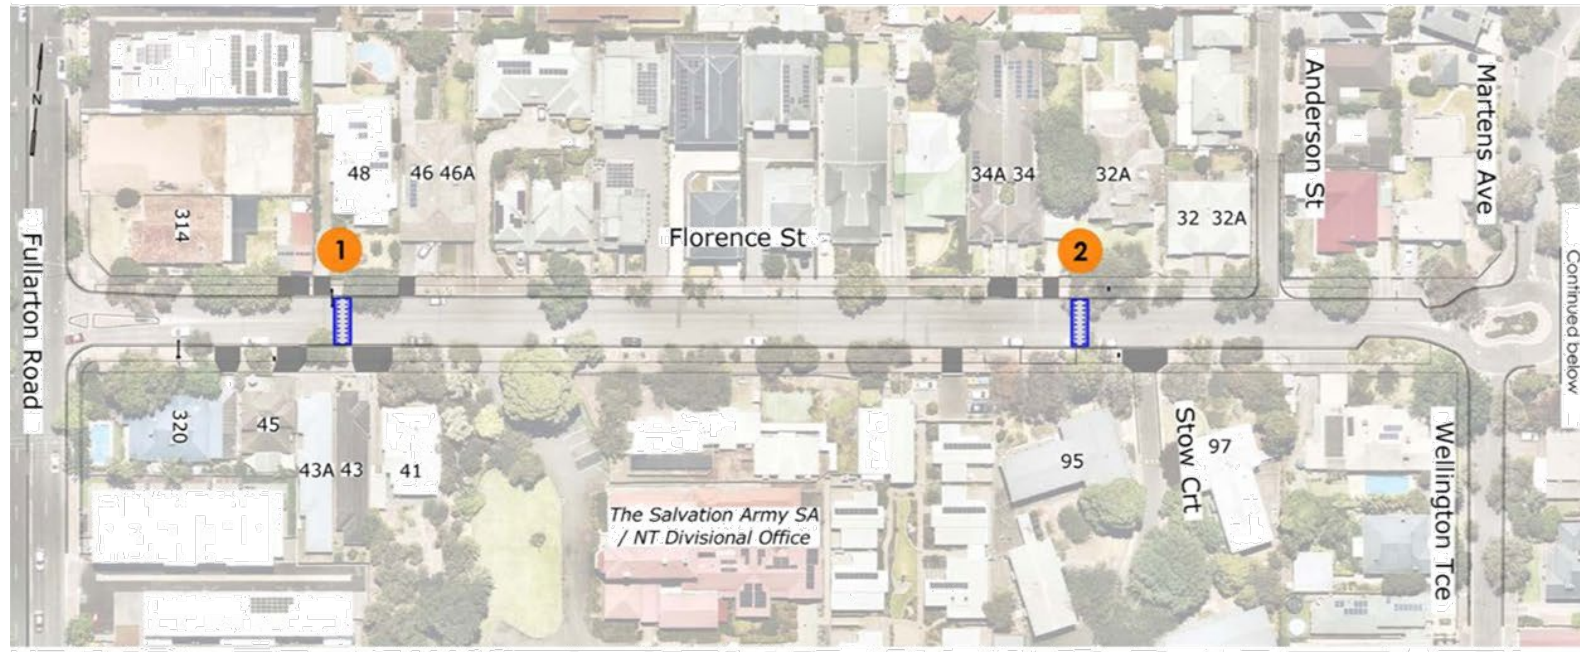 N
48
46 46A
34A 34
32A
Anderson St
Martens Ave
314
32 32A
1
Florence St
2
Fullarton Road
Continued below
320
45
43A 43
41
95
Stow Crt
97
Wellington Tce
The Salvation Army SA
/ NT Divisional Office